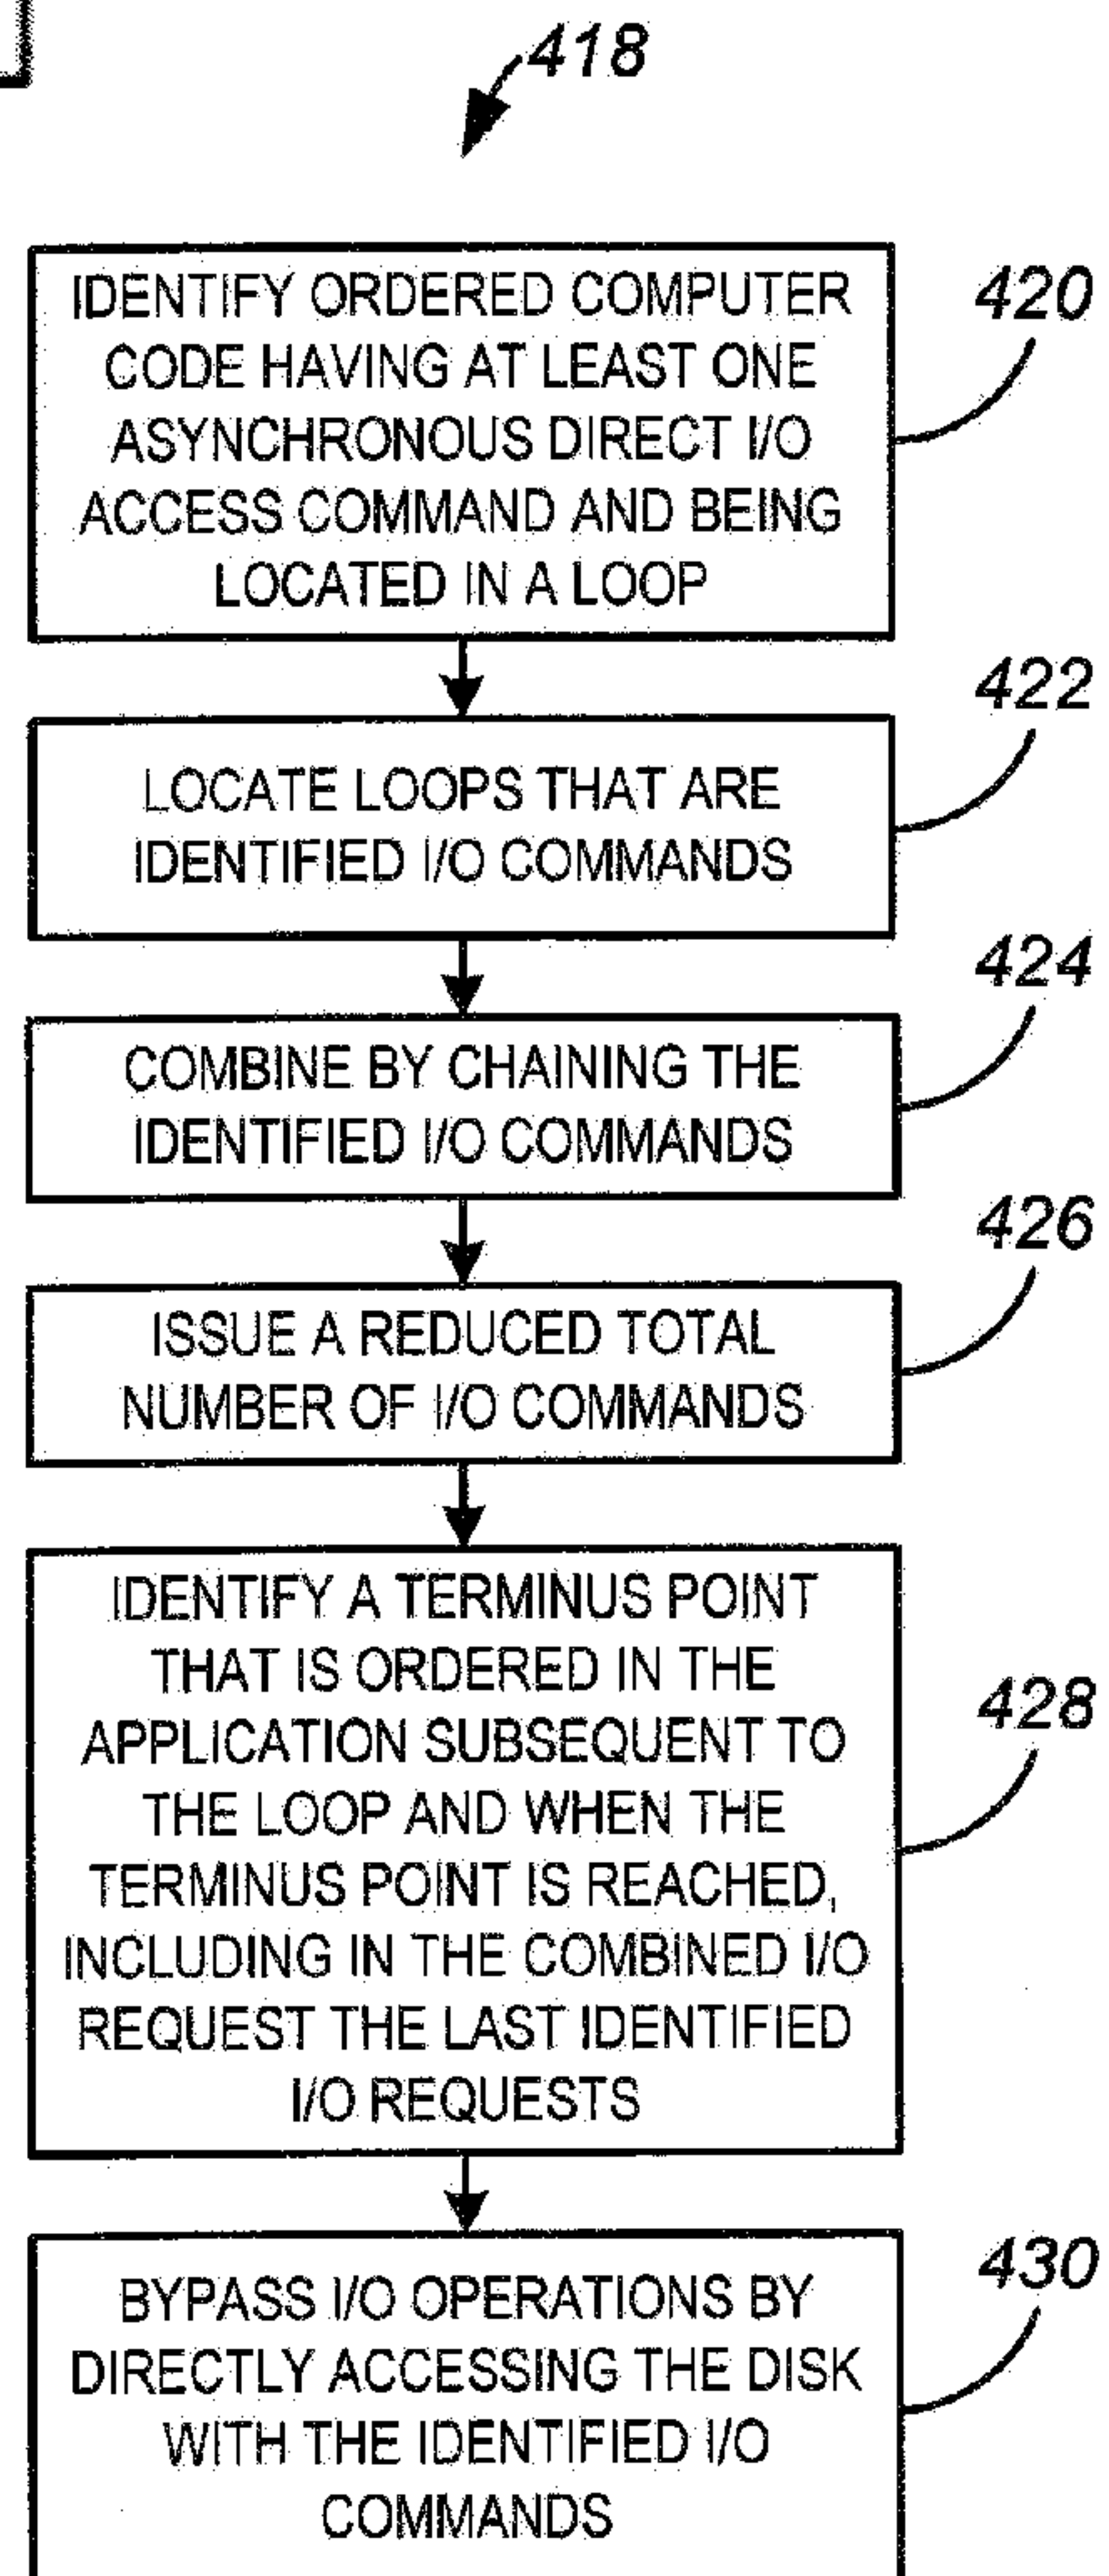 418
IDENTIFY ORDERED COMPUTER
CODE HAVING AT LEAST ONE
ASYNCHRONOUS DIRECT I/O
ACCESS COMMAND AND BEING
LOCATED IN A LOOP
420
LOCATE LOOPS THAT ARE
IDENTIFIED I/O COMMANDS
422
COMBINE BY CHAINING THE
IDENTIFIED I/O COMMANDS
424
ISSUE A REDUCED TOTAL
NUMBER OF I/O COMMANDS
426
IDENTIFY A TERMINUS POINT
THAT IS ORDERED IN THE
APPLICATION SUBSEQUENT TO
THE LOOP AND WHEN THE
TERMINUS POINT IS REACHED,
INCLUDING IN THE COMBINED I/O
REQUEST THE LAST IDENTIFIED
I/O REQUESTS
428
BYPASS I/O OPERATIONS BY
DIRECTLY ACCESSING THE DISK
WITH THE IDENTIFIED I/O
COMMANDS
430